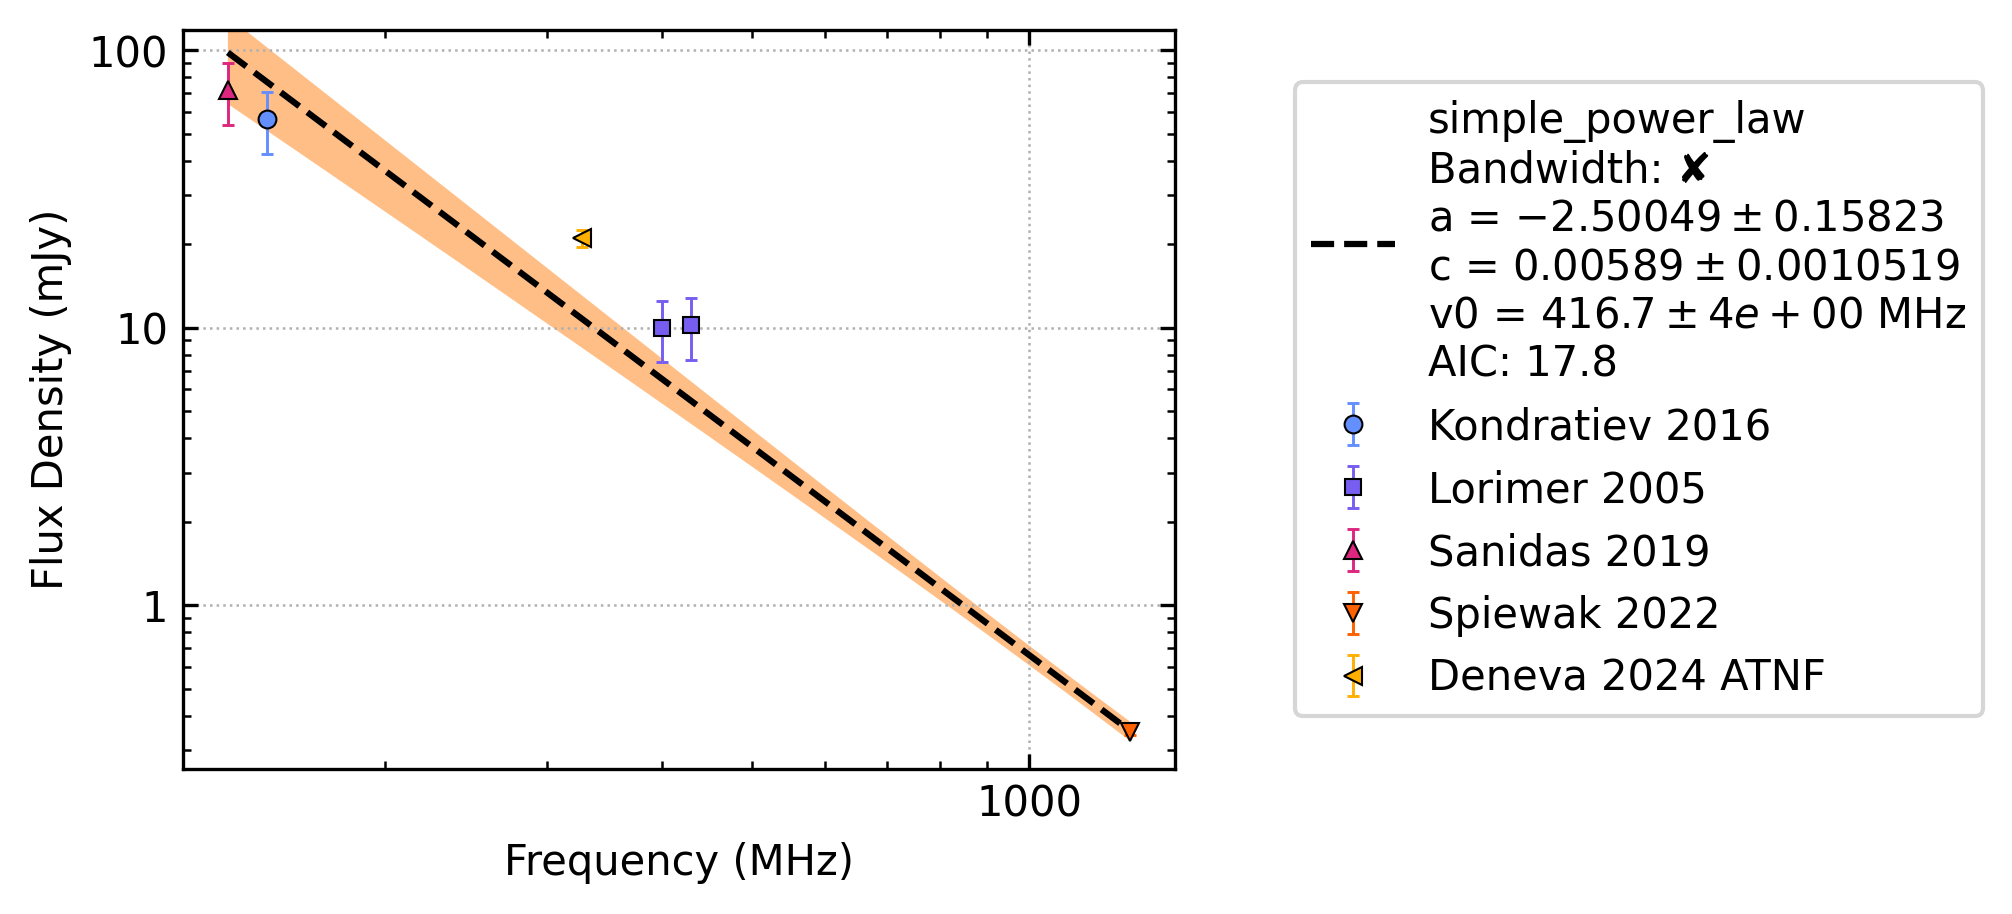 100
10
1
Flux Density (mJy)
1000
Frequency (MHz)
simple_power_law
Bandwidth: ✘
a = −2.50049 ± 0.15823
c = 0.00589 ± 0.0010519
v0 = 416.7 ± 4e + 00 MHz
AIC: 17.8
Kondratiev 2016
Lorimer 2005
Sanidas 2019
Spiewak 2022
Deneva 2024 ATNF